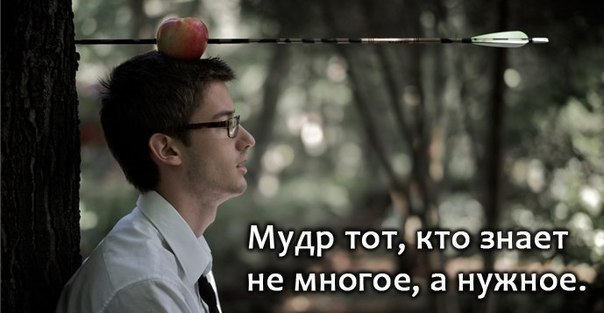 Мудр тот, кто знает
не многое, а нужное.